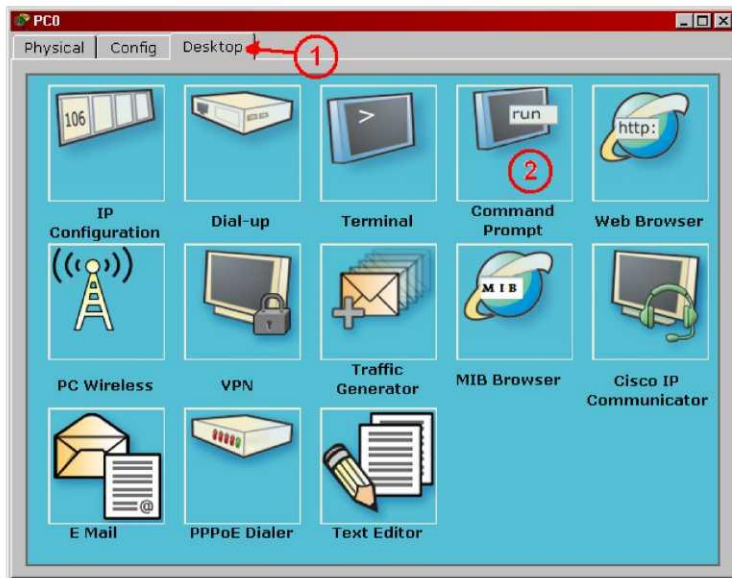 PC0
Physical Config Desktop
1
106
>
run
http:
2
IP
Configuration
Dial-up
Terminal
Command
Prompt
Web Browser
MIB
PC Wireless
VPN
Traffic
Generator
MIB Browser
Cisco IP
Communicator
@
E Mail
PPPoE Dialer
Text Editor